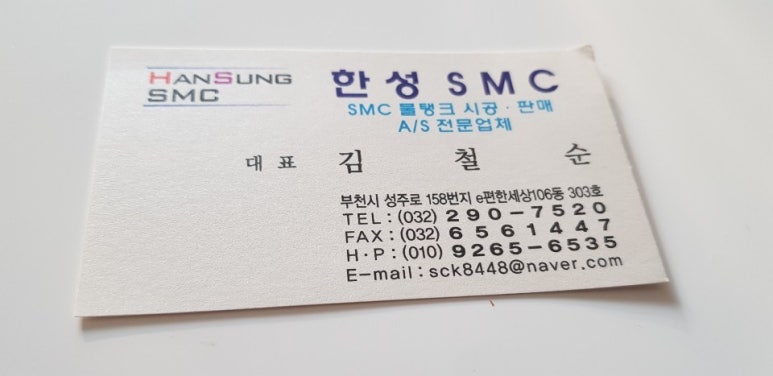 HANSUNG
SMC
한성 SMC
SMC 물탱크 시공 · 판매
A/S 전문업체
대표 김철순
부천시 성주로 158번지 e편한세상106동 303호
TEL : (032) 290-7520
FAX : (032) 6561447
H·P : (010) 9265-6535
E-mail : sck8448@naver.com